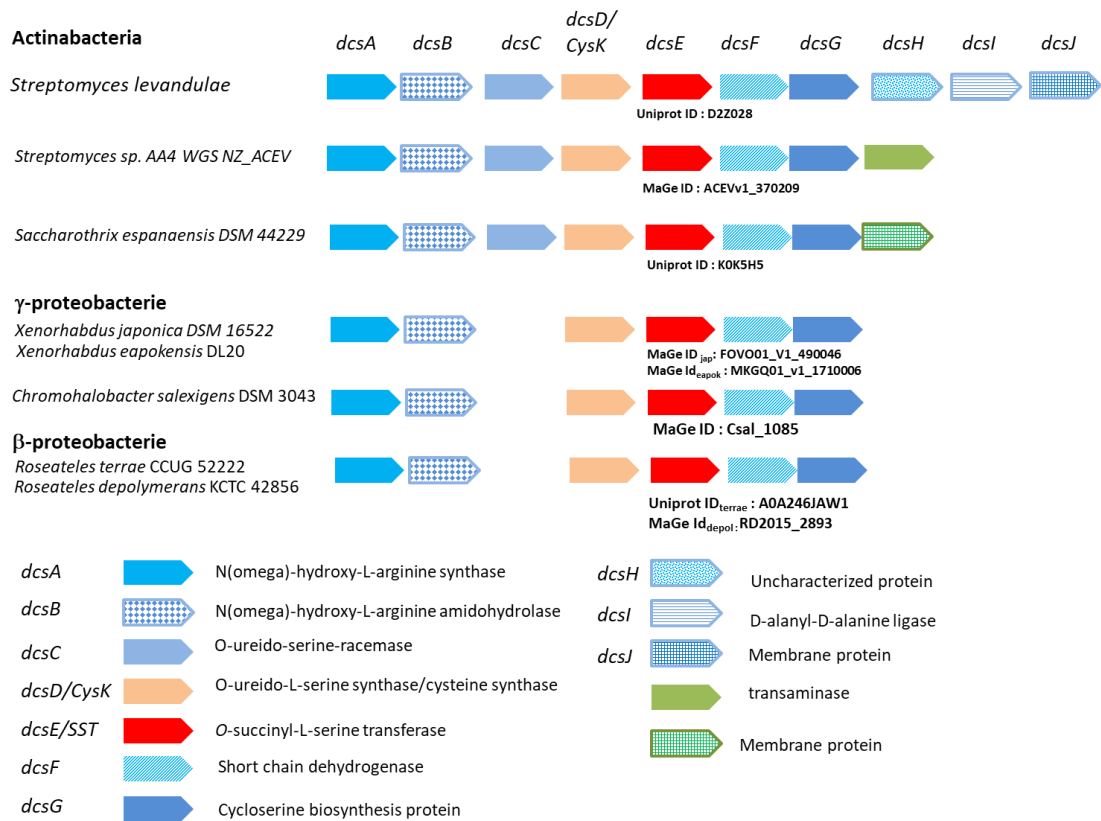 dcsD/
Actinabacteria dcsA dcsB dcsC CysK dcsE dcsF dcsG dcsH dcsI dcsJ
Streptomyces levandulae
Uniprot ID : D2Z028
Streptomyces sp. AA4 WGS NZ_ACEV
MaGe ID : ACEVv1_370209
Saccharothrix espanaensis DSM 44229
Uniprot ID : K0K5H5
γ-proteobacterie
Xenorhabdus japonica DSM 16522
Xenorhabdus eapokensis DL20
MaGe ID jap: FOVO01_V1_490046
MaGe Id eapok : MKGQ01_v1_1710006
Chromohalobacter salexigens DSM 3043
MaGe ID : Csal_1085
β-proteobacterie
Roseateles terrae CCUG 52222
Roseateles depolymerans KCTC 42856
Uniprot ID terrae : A0A246JAW1
MaGe Id depol: RD2015_2893
dcsA N(omega)-hydroxy-L-arginine synthase
dcsB N(omega)-hydroxy-L-arginine amidohydrolase
dcsC O-ureido-serine-racemase
dcsD/CysK O-ureido-L-serine synthase/cysteine synthase
dcsE/SST O-succinyl-L-serine transferase
dcsF Short chain dehydrogenase
dcsG Cycloserine biosynthesis protein
dcsH Uncharacterized protein
dcsI D-alanyl-D-alanine ligase
dcsJ Membrane protein
transaminase
Membrane protein